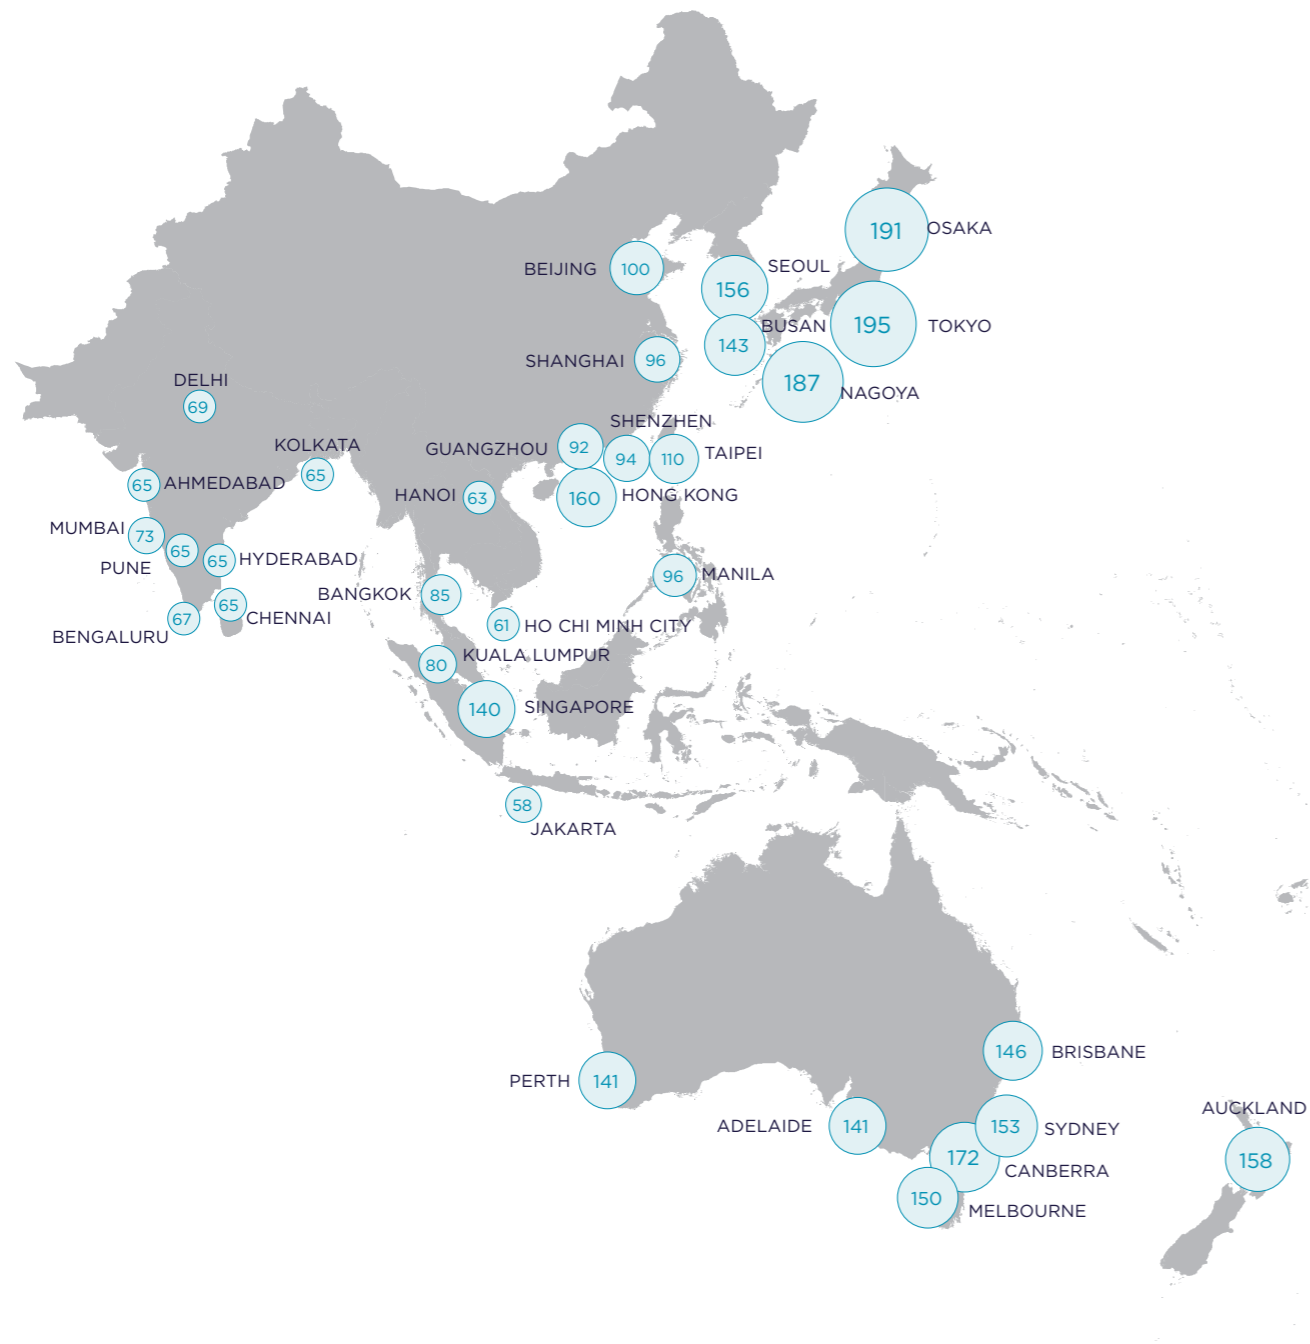 191
OSAKA
SEOUL
BEIJING
100
156
195
TOKYO
BUSAN
143
SHANGHAI
96
DELHI
187
NAGOYA
69
SHENZHEN
KOLKATA
GUANGZHOU
92
94
110
TAIPEI
65
65
AHMEDABAD
HANOI
63
160
HONG KONG
MUMBAI
73
65
65
HYDERABAD
PUNE
96
MANILA
BANGKOK
85
65
CHENNAI
67
BENGALURU
61
HO CHI MINH CITY
KUALA LUMPUR
80
140
SINGAPORE
58
JAKARTA
146
BRISBANE
PERTH
141
AUCKLAND
ADELAIDE
141
153
SYDNEY
172
CANBERRA
158
150
MELBOURNE